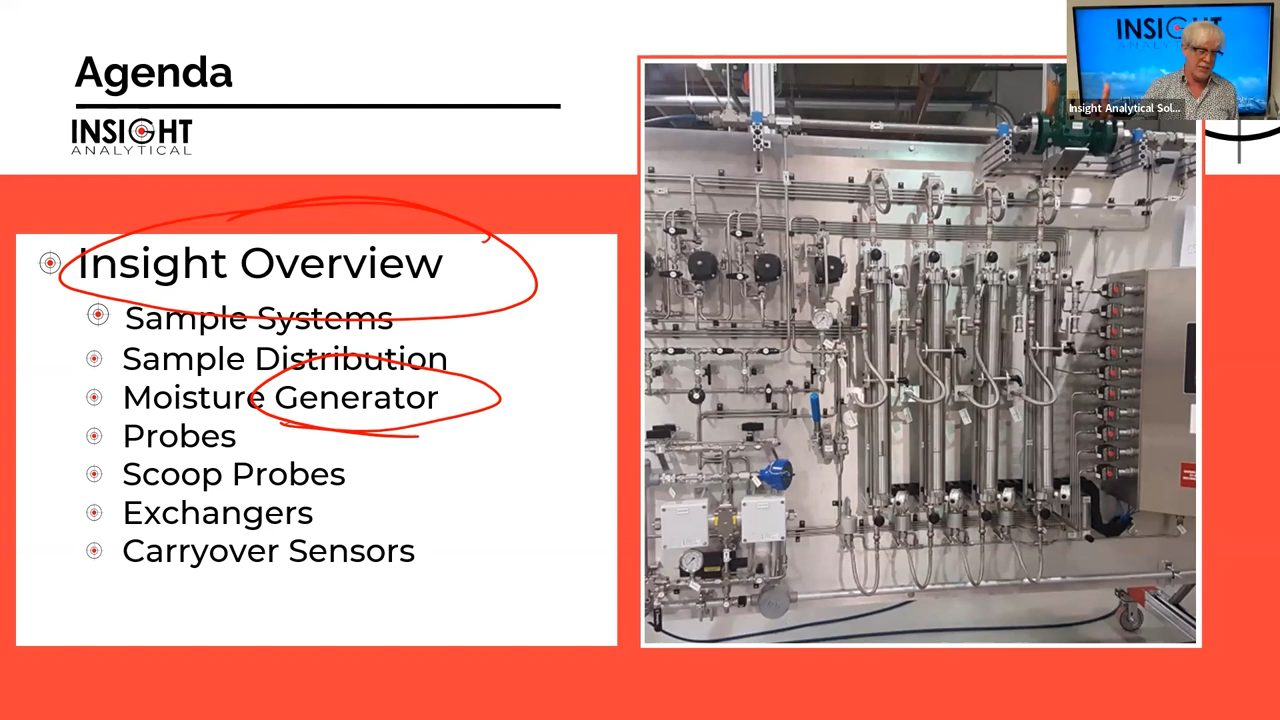 Agenda
INSIGHT
ANALYTICAL
Insight Overview
Sample Systems
Sample Distribution
Moisture Generator
Probes
Scoop Probes
Exchangers
Carryover Sensors
INSIGHT
ANALYTICAL
Insight Analytical Sol...